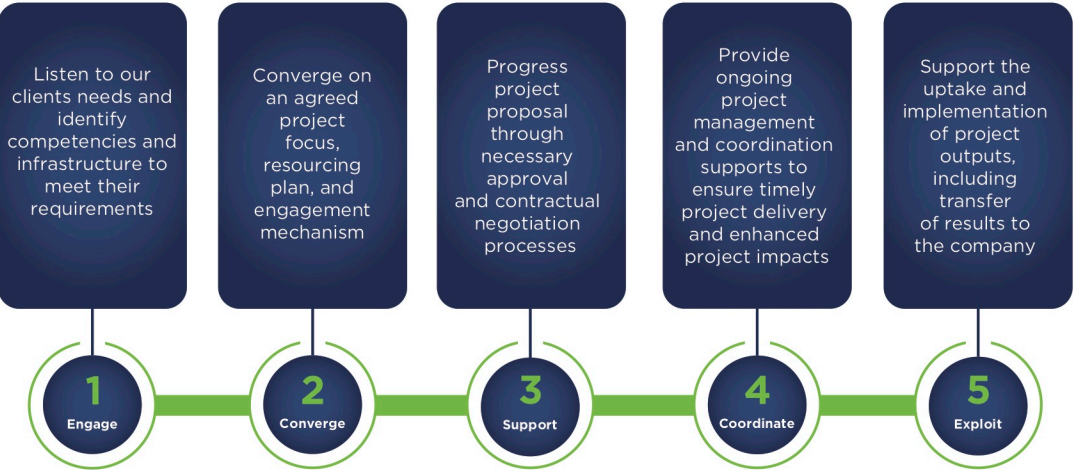 Listen to our
clients needs and
identify
competencies and
infrastructure to
meet their
requirements
Converge on
an agreed
project
focus,
resourcing
plan, and
engagement
mechanism
Progress
project
proposal
through
necessary
approval
and contractual
negotiation
processes
Provide
ongoing
project
management
and coordination
supports to
ensure timely
project delivery
and enhanced
project impacts
Support the
uptake and
implementation
of project
outputs,
including
transfer
of results to
the company
1
Engage
2
Converge
3
Support
4
Coordinate
5
Exploit